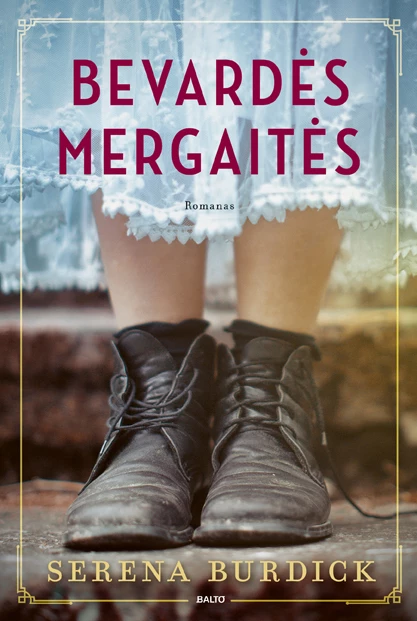 BEVARDĖS
MERGAITĖS
Romanas
SERENA BURDICK
BALTO